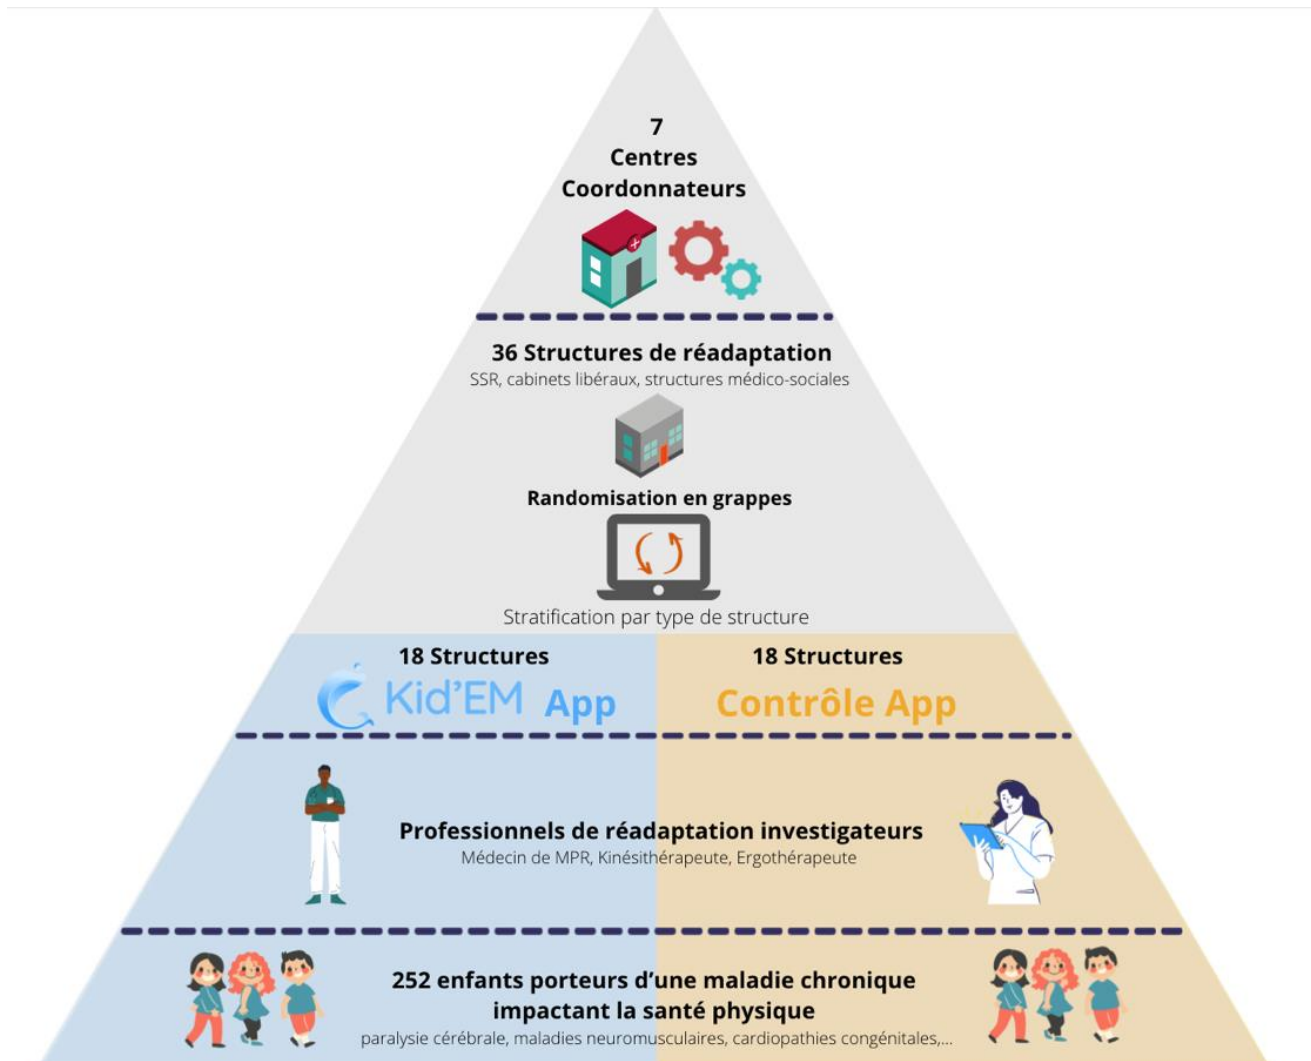 7
Centres
Coordonnateurs
36 Structures de réadaptation
SSR, cabinets libéraux, structures médico-sociales
Randomisation en grappes
Stratification par type de structure
18 Structures
Kid'EM App
18 Structures
Contrôle App
Professionnels de réadaptation investigateurs
Médecin de MPR, Kinésithérapeute, Ergothérapeute
252 enfants porteurs d’une maladie chronique
impactant la santé physique
paralysie cérébrale, maladies neuromusculaires, cardiopathies congénitales,...